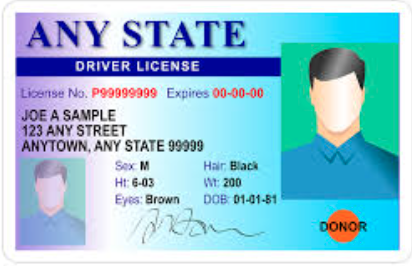 ANY STATE
DRIVER LICENSE
License No. P99999999 Expires 00-00-00
JOE A SAMPLE
123 ANY STREET
ANYTOWN, ANY STATE 99999
Sex: M Hair: Black
Ht: 6-03 Wt: 200
Eyes: Brown DOB: 01-01-81
DONOR